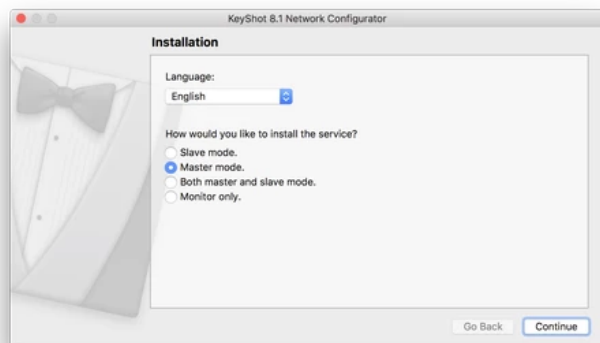 KeyShot 8.1 Network Configurator
Installation
Language:
English
How would you like to install the service?
Slave mode.
Master mode.
Both master and slave mode.
Monitor only.
Go Back
Continue